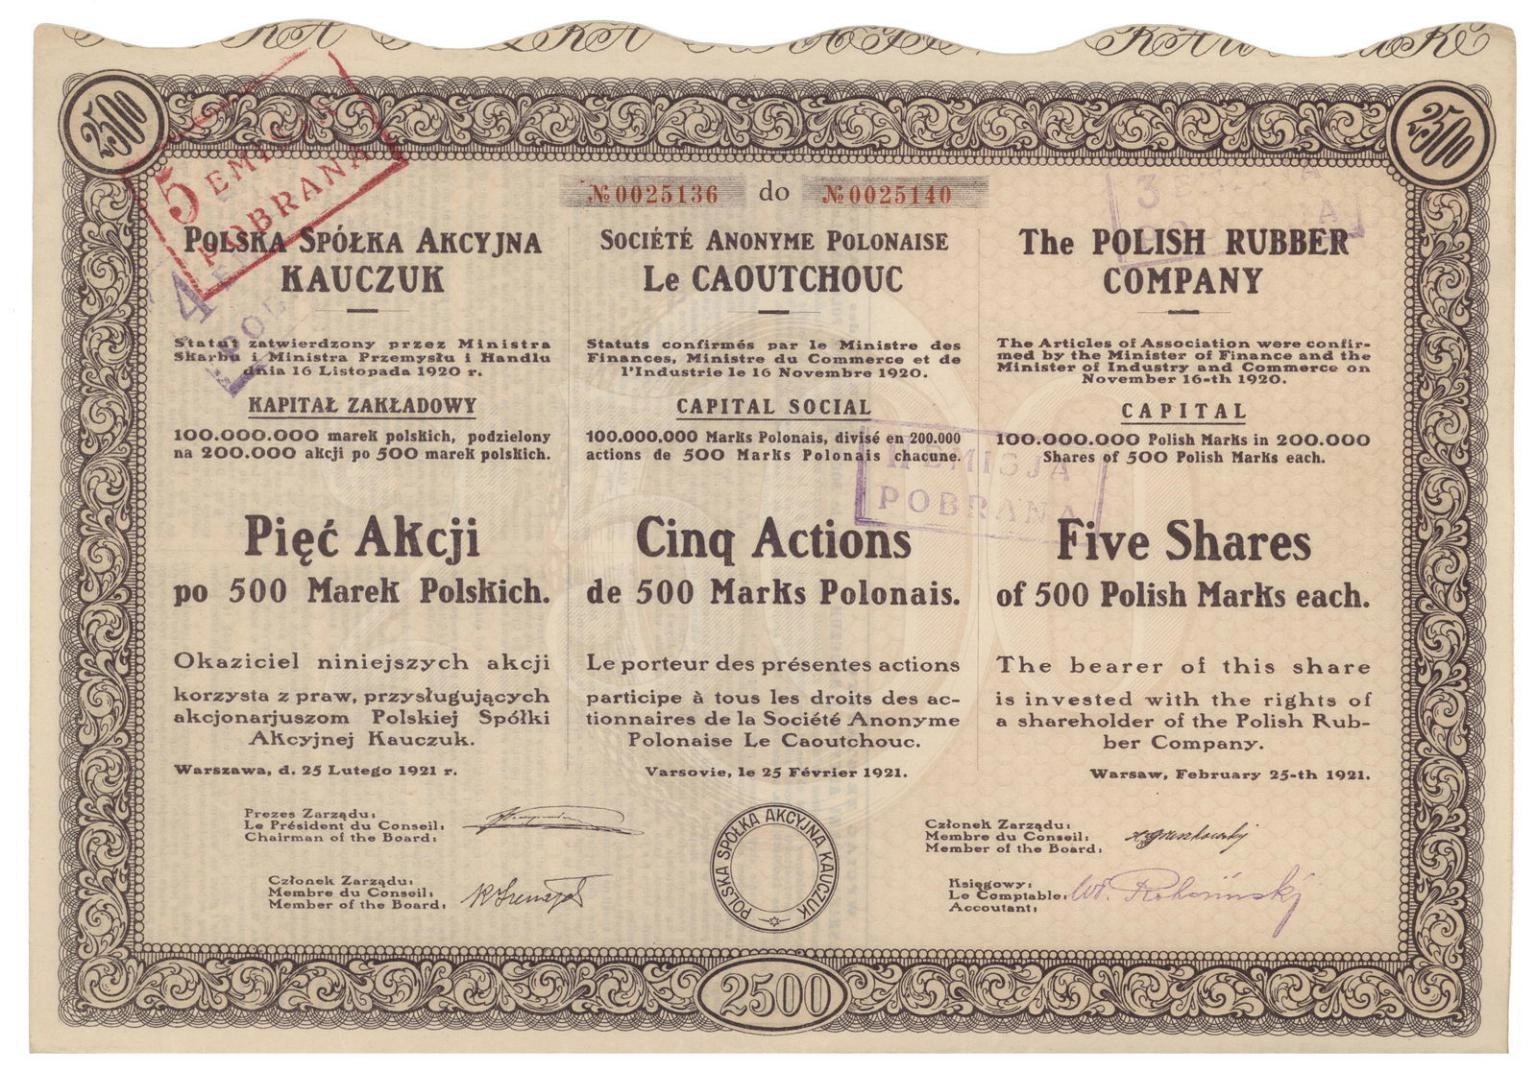 2500
2500
5 EMISJA
POBRANA
4
3
№ 0025136 do № 0025140
POLSKA SPÓŁKA AKCYJNA
KAUCZUK
Statut zatwierdzony przez Ministra
Skarbu i Ministra Przemysłu i Handlu
dnia 16 Listopada 1920 r.
KAPITAŁ ZAKŁADOWY
100.000.000 marek polskich, podzielony
na 200.000 akcji po 500 marek polskich.
Pięć Akcji
po 500 Marek Polskich.
Okaziciel niniejszych akcji
korzysta z praw, przysługujących
akcjonarjuszom Polskiej Spółki
Akcyjnej Kauczuk.
Warszawa, d. 25 Lutego 1921 r.
SOCIÉTÉ ANONYME POLONAISE
Le CAOUTCHOUC
Statuts confirmés par le Ministre des
Finances, Ministre du Commerce et de
l'Industrie le 16 Novembre 1920.
CAPITAL SOCIAL
100.000.000 Marks Polonais, divisé en 200.000
actions de 500 Marks Polonais chacune.
EMISJA
POBRANA
Cinq Actions
de 500 Marks Polonais.
Le porteur des présentes actions
participe à tous les droits des ac-
tionnaires de la Société Anonyme
Polonaise Le Caoutchouc.
Varsovie, le 25 Février 1921.
The POLISH RUBBER
COMPANY
The Articles of Association were confir-
med by the Minister of Finance and the
Minister of Industry and Commerce on
November 16-th 1920.
CAPITAL
100.000.000 Polish Marks in 200.000
Shares of 500 Polish Marks each.
Five Shares
of 500 Polish Marks each.
The bearer of this share
is invested with the rights of
a shareholder of the Polish Rub-
ber Company.
Warsaw, February 25-th 1921.
Prezes Zarządu:
Le Président du Conseil:
Chairman of the Board:
Członek Zarządu:
Membre du Conseil:
Member of the Board:
POLSKA SPÓŁKA AKCYJNA KAUCZUK
Członek Zarządu:
Membre du Conseil:
Member of the Board:
Księgowy:
Le Comptable:
Accoutant:
2500